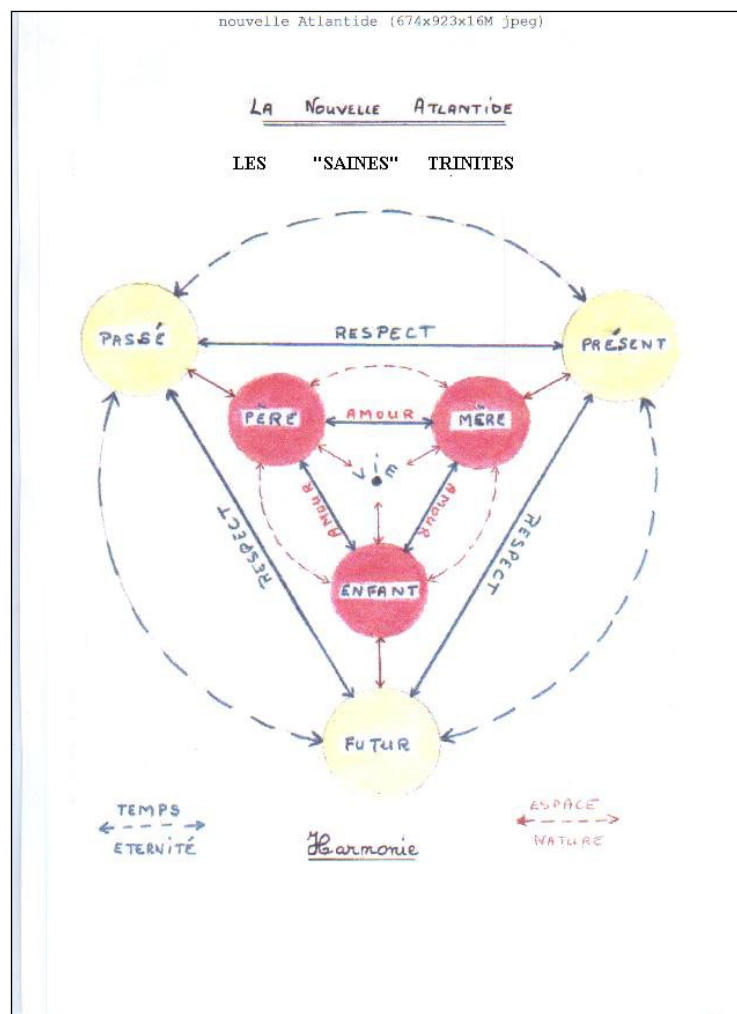 nouvelle Atlantide (674x923x16M jpeg)
LA NOUVELLE ATLANTIDE
LES "SAINES" TRINITES
PASSÉ
RESPECT
PRÉSENT
PÈRE
AMOUR
MÈRE
VIE
AMOUR
AMOUR
RESPECT
RESPECT
ENFANT
FUTUR
TEMPS
ETERNITÉ
Harmonie
ESPACE
NATURE